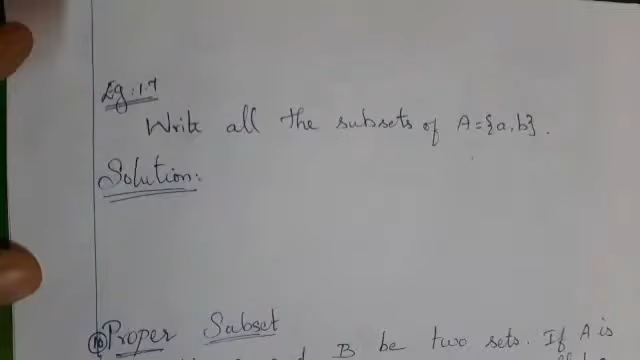 Eg: 1.7
Write all the subsets of A={a,b}.
Solution:
Proper Subset
B be two sets. If A is